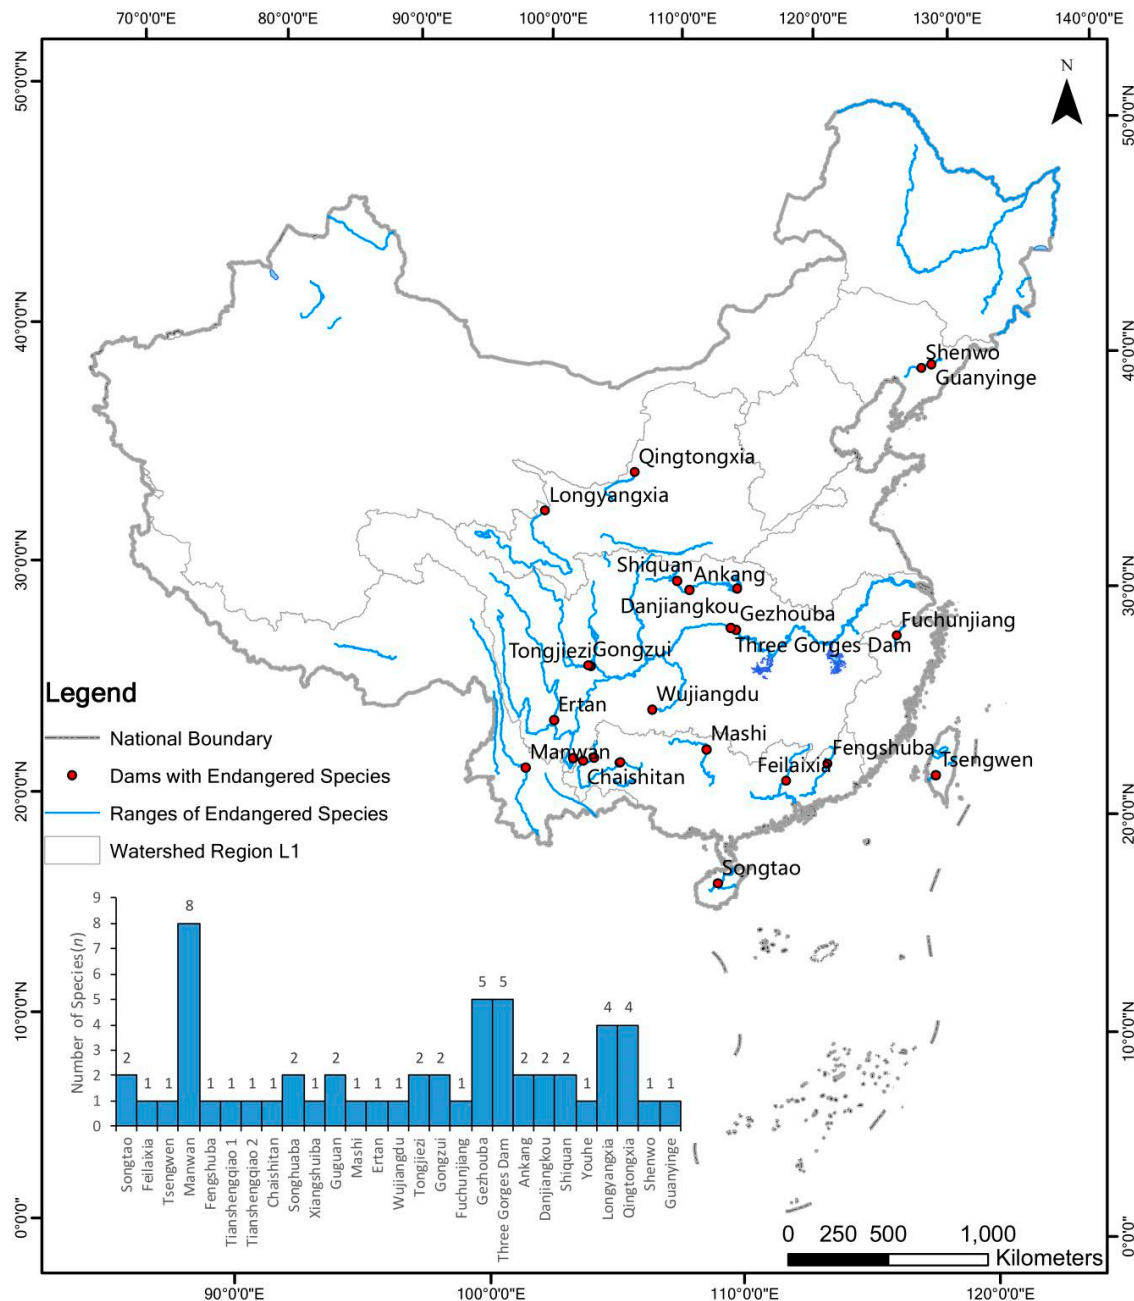 70°0'0"E 80°0'0"E 90°0'0"E 100°0'0"E 110°0'0"E 120°0'0"E 130°0'0"E 140°0'0"E
N
50°0'0"N
50°0'0"N
40°0'0"N
40°0'0"N
Shenwo
Guanyinge
Qingtongxia
Longyangxia
30°0'0"N
30°0'0"N
Shiquan
Ankang
Danjiangkou
Gezhouba
Fuchunjiang
Tongjiezi
Gongzui
Three Gorges Dam
Wujiangdu
Ertan
Mashi
Manwan
Fengshuba
Feilaixia
Tsengwen
Chaishitan
20°0'0"N
20°0'0"N
Songtao
Legend
National Boundary
Dams with Endangered Species
Ranges of Endangered Species
Watershed Region L1
Number of Species(n)
9
8
7
6
5
4
3
2
1
0
2 1 1 8 1 1 1 1 2 1 2 1 1 1 2 2 1 5 5 2 2 2 1 4 4 1 1
Songtao
Feilaixia
Tsengwen
Manwan
Fengshuba
Tianshengqiao 1
Tianshengqiao 2
Chaishitan
Songhuaba
Xiangshuiba
Guguan
Mashi
Ertan
Wujiangdu
Tongjiezi
Gongzui
Fuchunjiang
Gezhouba
Three Gorges Dam
Ankang
Danjiangkou
Shiquan
Youhe
Longyangxia
Qingtongxia
Shenwo
Guanyinge
10°0'0"N
10°0'0"N
0°0'0"
0°0'0"
0 250 500 1,000
Kilometers
90°0'0"E 100°0'0"E 110°0'0"E 120°0'0"E